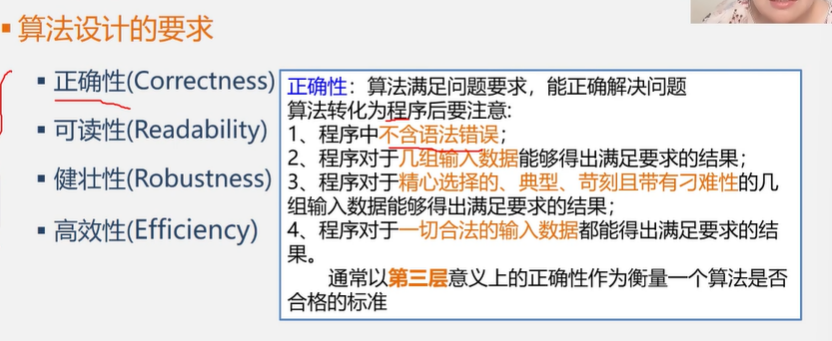 ▪算法设计的要求
▪ 正确性(Correctness)
▪ 可读性(Readability)
▪ 健壮性(Robustness)
▪ 高效性(Efficiency)
正确性：算法满足问题要求，能正确解决问题
算法转化为程序后要注意:
1、程序中不含语法错误；
2、程序对于几组输入数据能够得出满足要求的结果；
3、程序对于精心选择的、典型、苛刻且带有刁难性的几
组输入数据能够得出满足要求的结果；
4、程序对于一切合法的输入数据都能得出满足要求的结
果。
通常以第三层意义上的正确性作为衡量一个算法是否
合格的标准